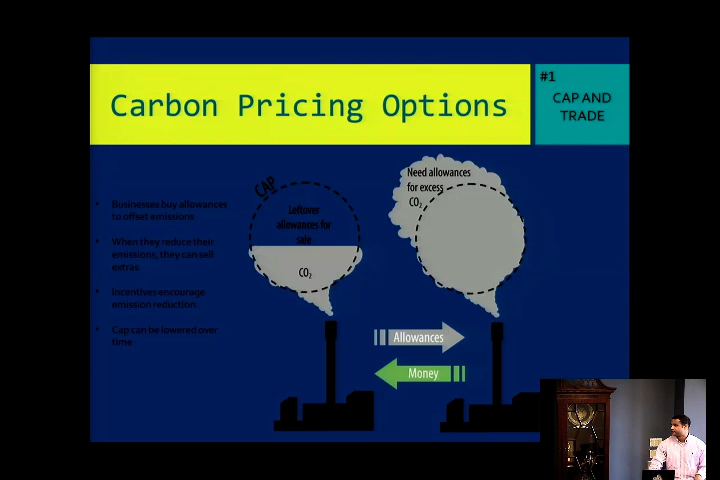 Carbon Pricing Options
#1
CAP AND
TRADE
• Businesses buy allowances
to offset emissions
• When they reduce their
emissions, they can sell
extras
• Incentives encourage
emission reduction
• Cap can be lowered over
time
CAP
Leftover
allowances for
sale
CO₂
Need allowances
for excess
CO₂
Allowances
Money